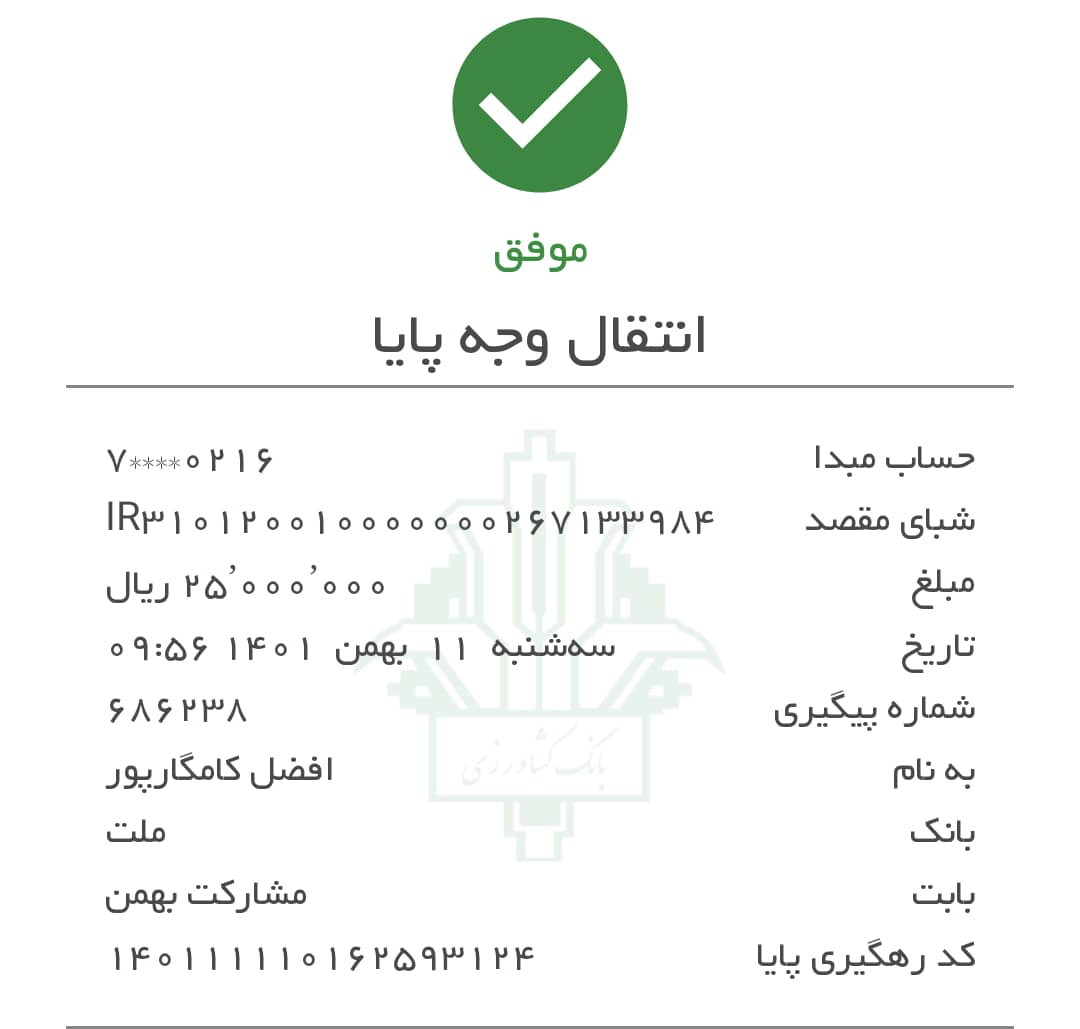 موفق
انتقال وجه پایا
حساب مبدا ۷****۰۲۱۶
شبای مقصد IR۳۱۰۱۲۰۰۱۰۰۰۰۰۰۰۲۶۷۱۳۳۹۸۴
مبلغ ۲۵٬۰۰۰٬۰۰۰ ریال
تاریخ سه‌شنبه ۱۱ بهمن ۱۴۰۱ ۰۹:۵۶
شماره پیگیری ۶۸۶۲۳۸
بانک کشاورزی
به نام افضل کامگارپور
بانک ملت
بابت مشارکت بهمن
کد رهگیری پایا ۱۴۰۱۱۱۱۱۰۱۶۲۵۹۳۱۲۴